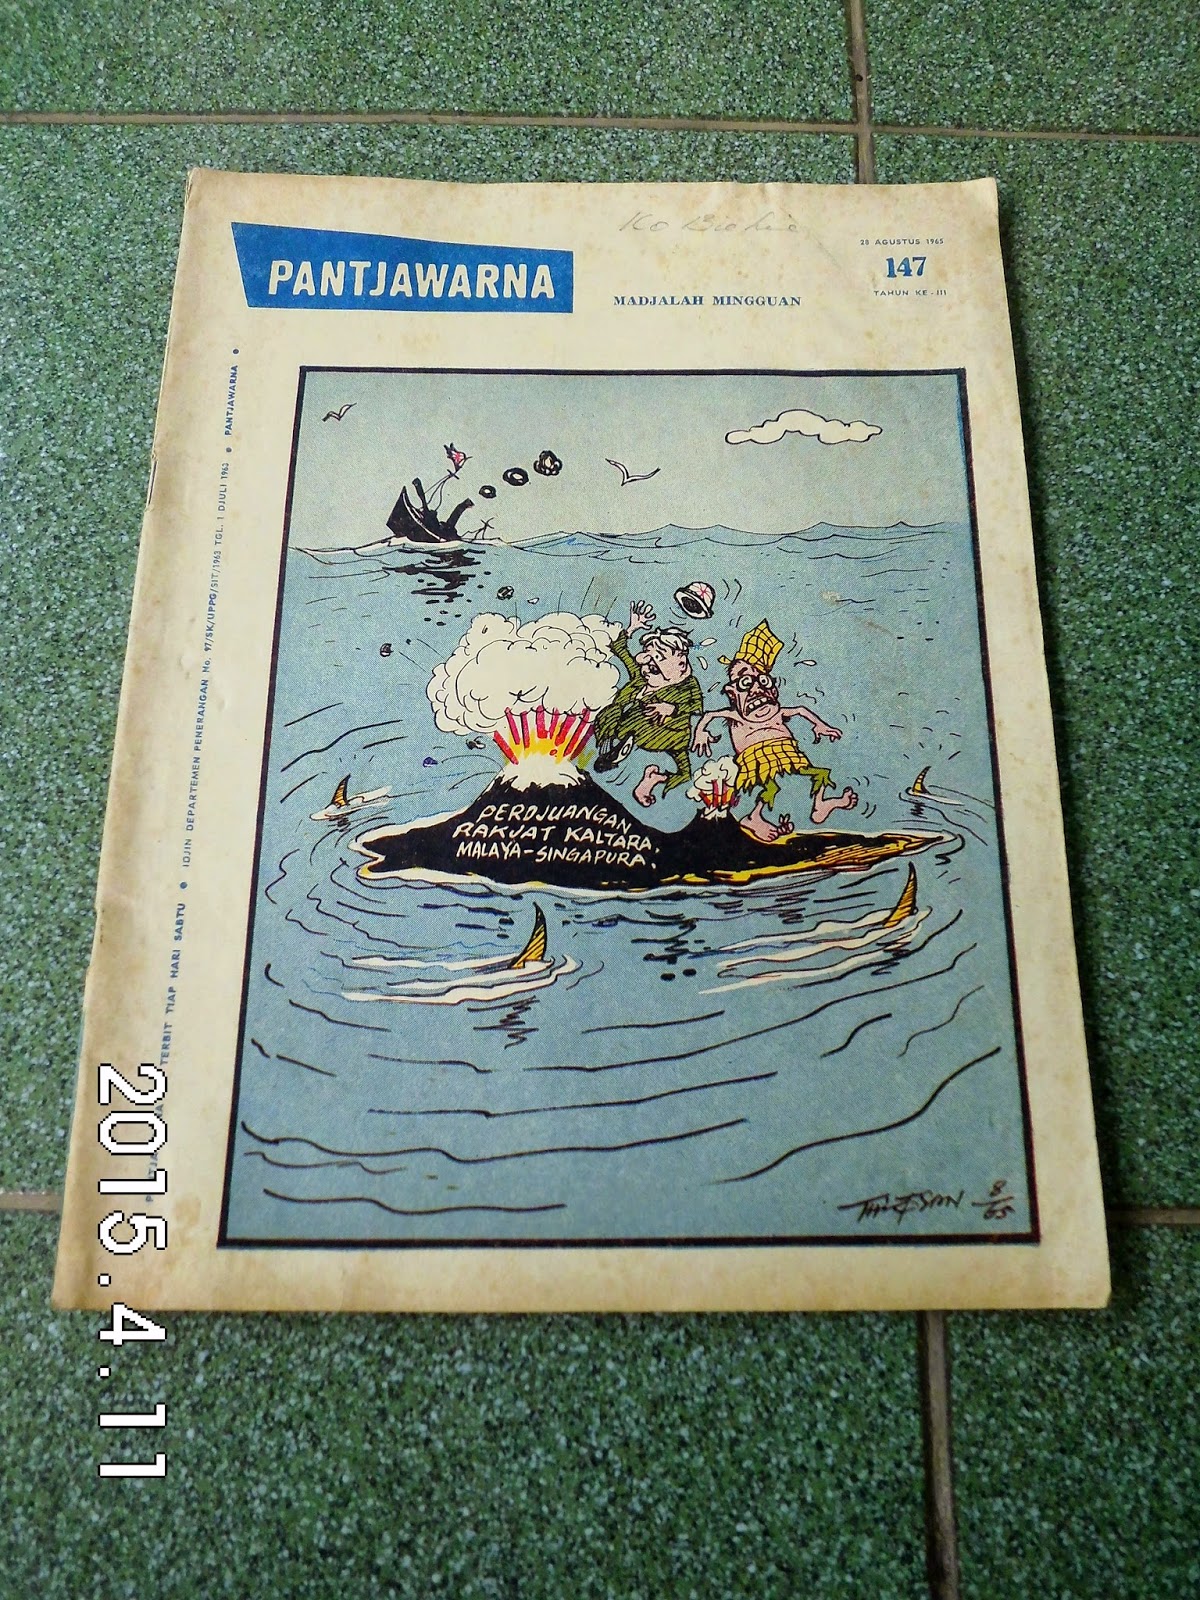 28 AGUSTUS 1965
PANTJAWARNA
MADJALAH MINGGUAN
147
TAHUN KE - III
TERBIT TIAP HARI SABTU • IDJIN DEPARTEMEN PENERANGAN No. 97/SK/UPPG/SIT/1963 TGL. 1 DJULI 1963 • PANTJAWARNA •
PERDJUANGAN
RAKJAT KALTARA.
MALAYA-SINGAPURA.
8/65
2015.4.11